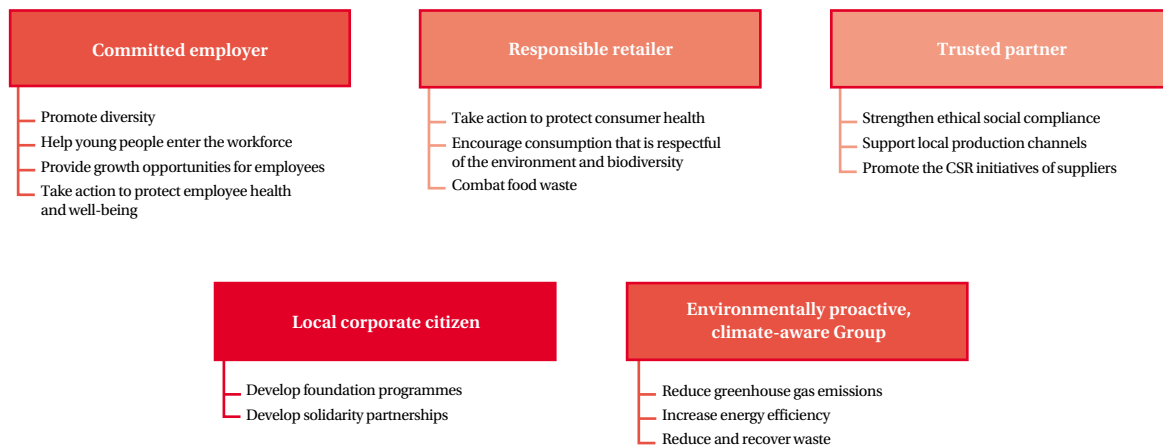 Committed employer
Promote diversity
Help young people enter the workforce
Provide growth opportunities for employees
Take action to protect employee health
and well-being
Responsible retailer
Take action to protect consumer health
Encourage consumption that is respectful
of the environment and biodiversity
Combat food waste
Trusted partner
Strengthen ethical social compliance
Support local production channels
Promote the CSR initiatives of suppliers
Local corporate citizen
Develop foundation programmes
Develop solidarity partnerships
Environmentally proactive,
climate-aware Group
Reduce greenhouse gas emissions
Increase energy efficiency
Reduce and recover waste